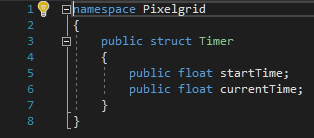 1 namespace Pixelgrid
2 {
3     public struct Timer
4     {
5         public float startTime;
6         public float currentTime;
7     }
8 }